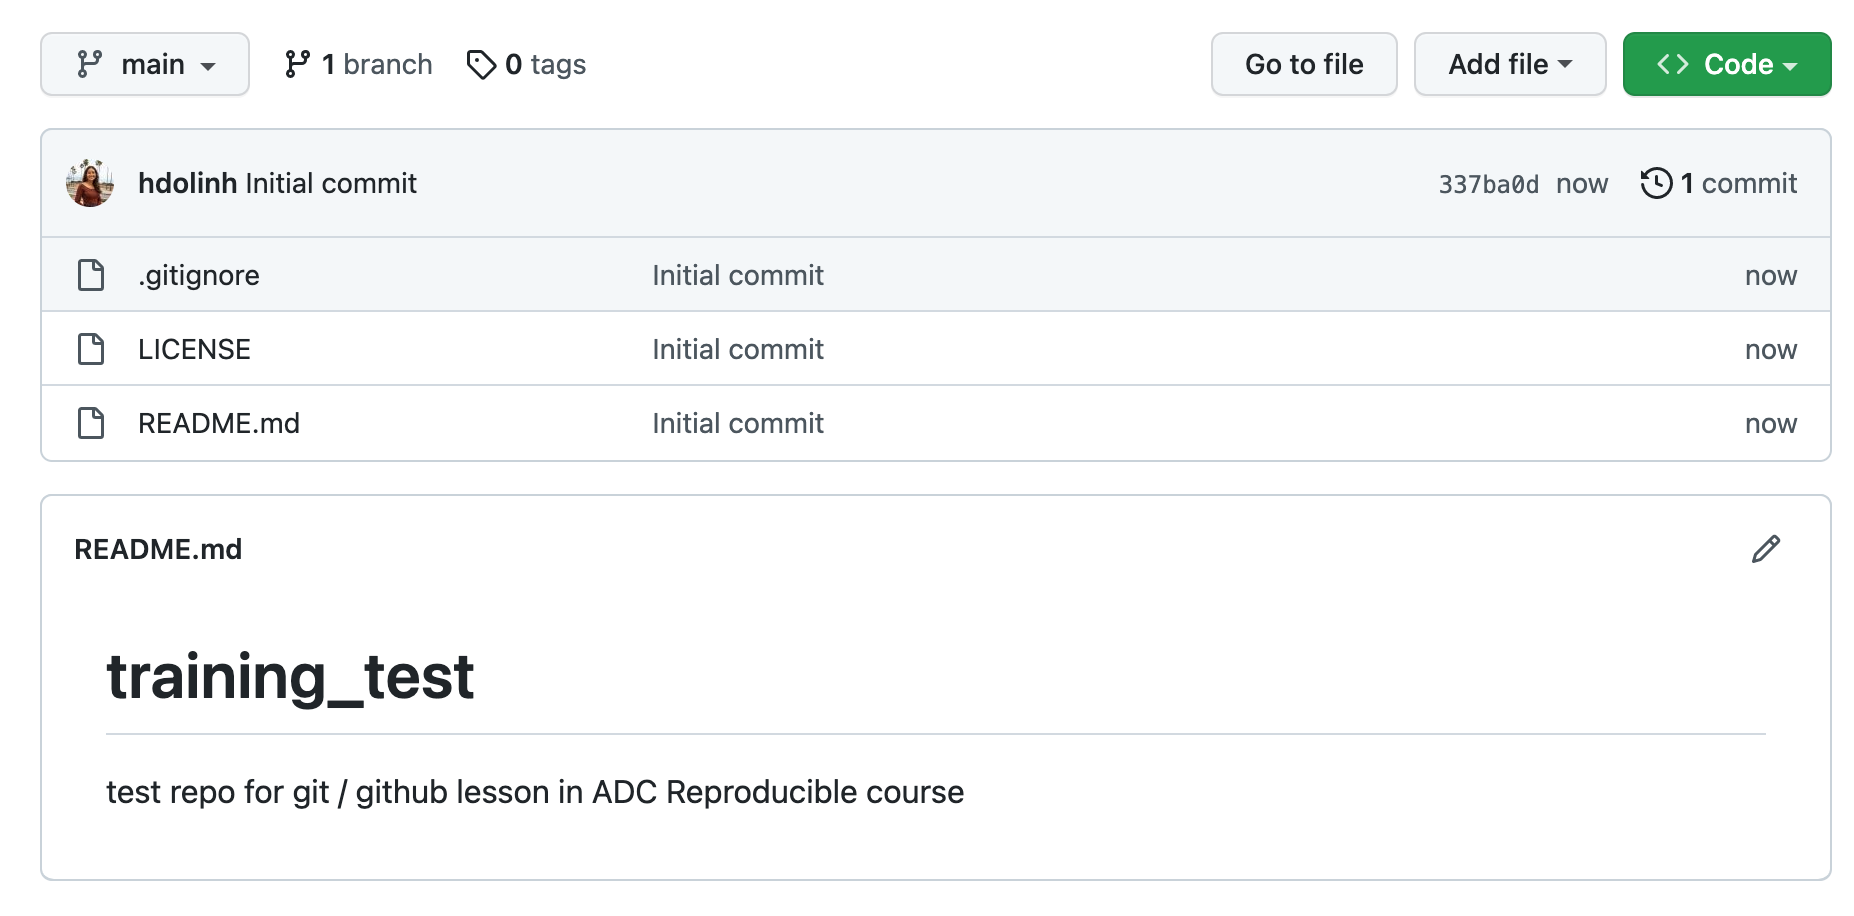 main 1 branch 0 tags Go to file Add file Code
hdolinh Initial commit 337ba0d now 1 commit
.gitignore Initial commit now
LICENSE Initial commit now
README.md Initial commit now
README.md
training_test
test repo for git / github lesson in ADC Reproducible course